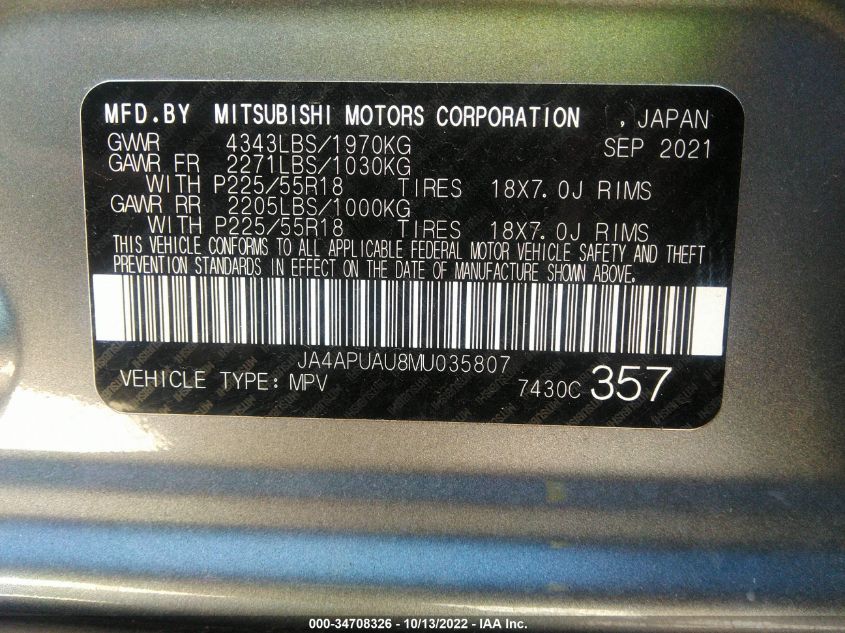 MFD.BY MITSUBISHI MOTORS CORPORATION , JAPAN
GVWR 4343LBS/1970KG SEP 2021
GAWR FR 2271LBS/1030KG
WITH P225/55R18 TIRES 18X7.0J RIMS
GAWR RR 2205LBS/1000KG
WITH P225/55R18 TIRES 18X7.0J RIMS
THIS VEHICLE CONFORMS TO ALL APPLICABLE FEDERAL MOTOR VEHICLE SAFETY AND THEFT
PREVENTION STANDARDS IN EFFECT ON THE DATE OF MANUFACTURE SHOWN ABOVE.
JA4APUAU8MU035807
VEHICLE TYPE: MPV 7430C 357
000-34708326 - 10/13/2022 - IAA Inc.